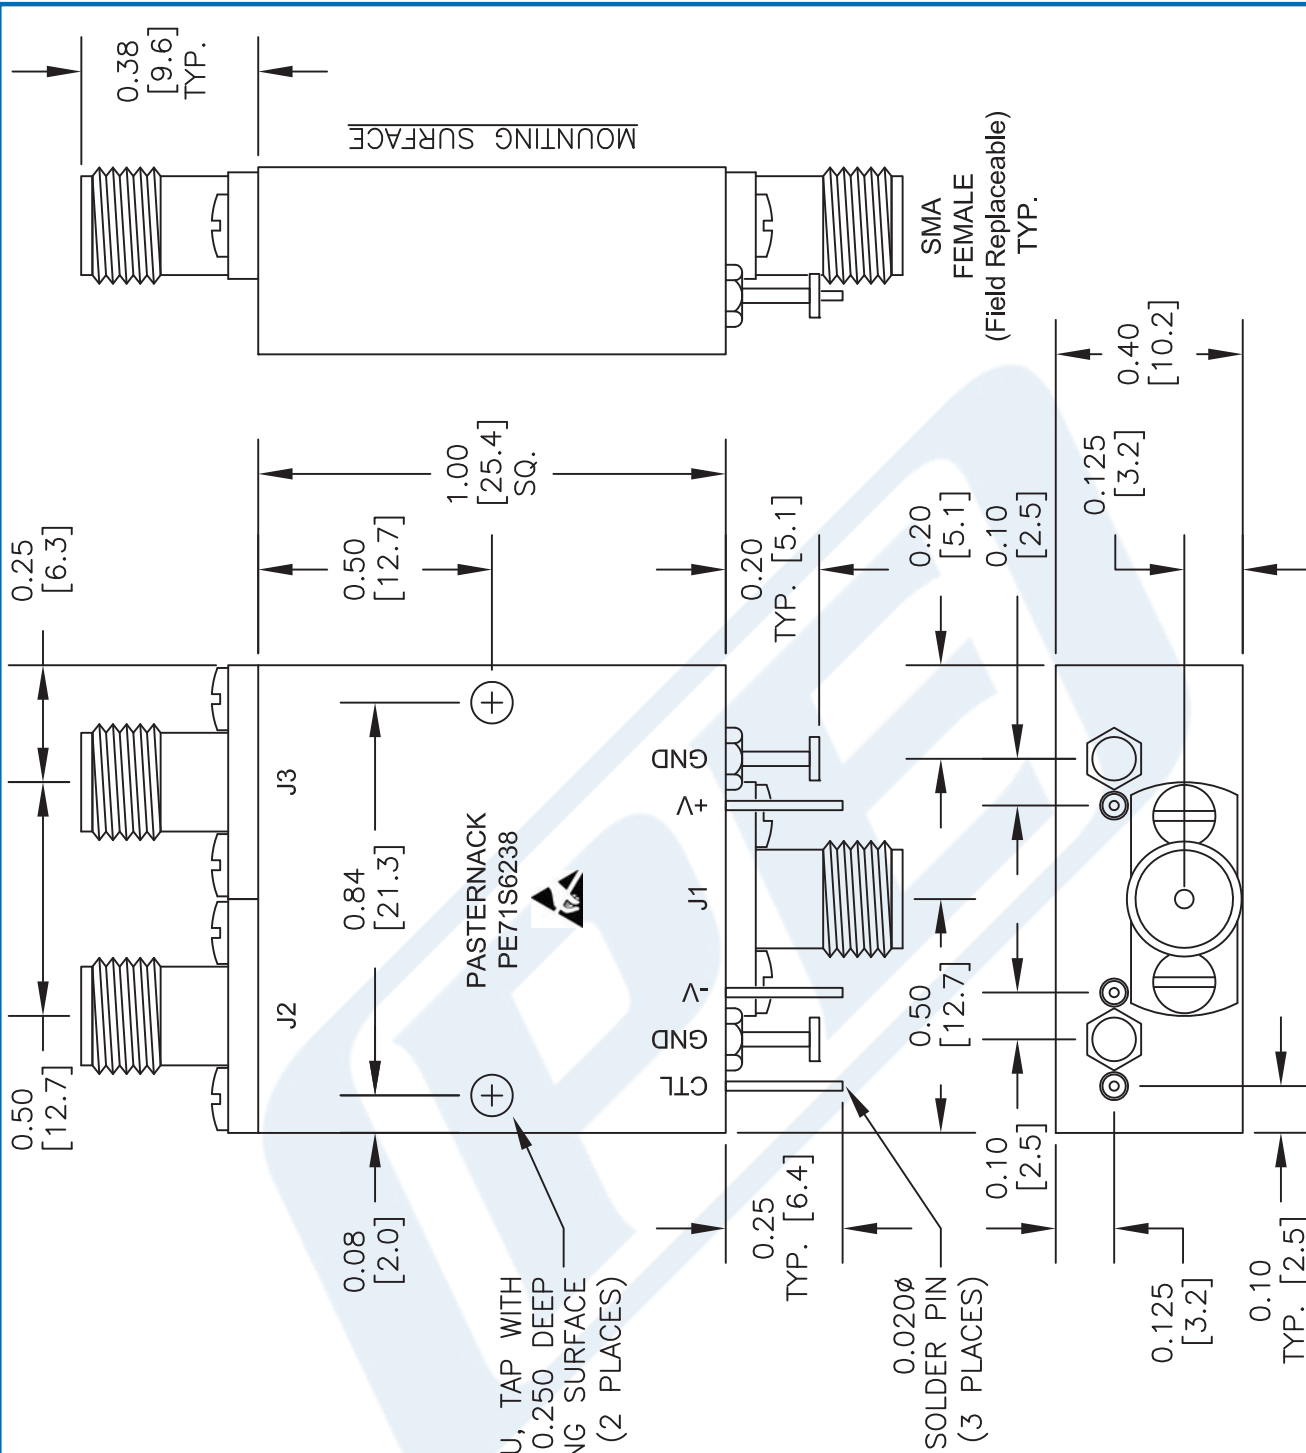 0.38
[9.6]
TYP.
MOUNTING SURFACE
SMA
FEMALE
(Field Replaceable)
TYP.
0.25
[6.3]
0.50
[12.7]
1.00
[25.4]
SQ.
0.50
[12.7]
0.20
TYP. [5.1]
0.20
[5.1]
0.10
[2.5]
0.125
[3.2]
0.40
[10.2]
J3
J2
0.84
[21.3]
PASTERNACK
PE71S6238
GND
+V
J1
-V
GND
CTL
0.08
[2.0]
0.50
[12.7]
0.10
[2.5]
0.25
TYP. [6.4]
U, TAP WITH
0.250 DEEP
NG SURFACE
(2 PLACES)
0.020ø
SOLDER PIN
(3 PLACES)
0.125
[3.2]
0.10
TYP. [2.5]
PEI